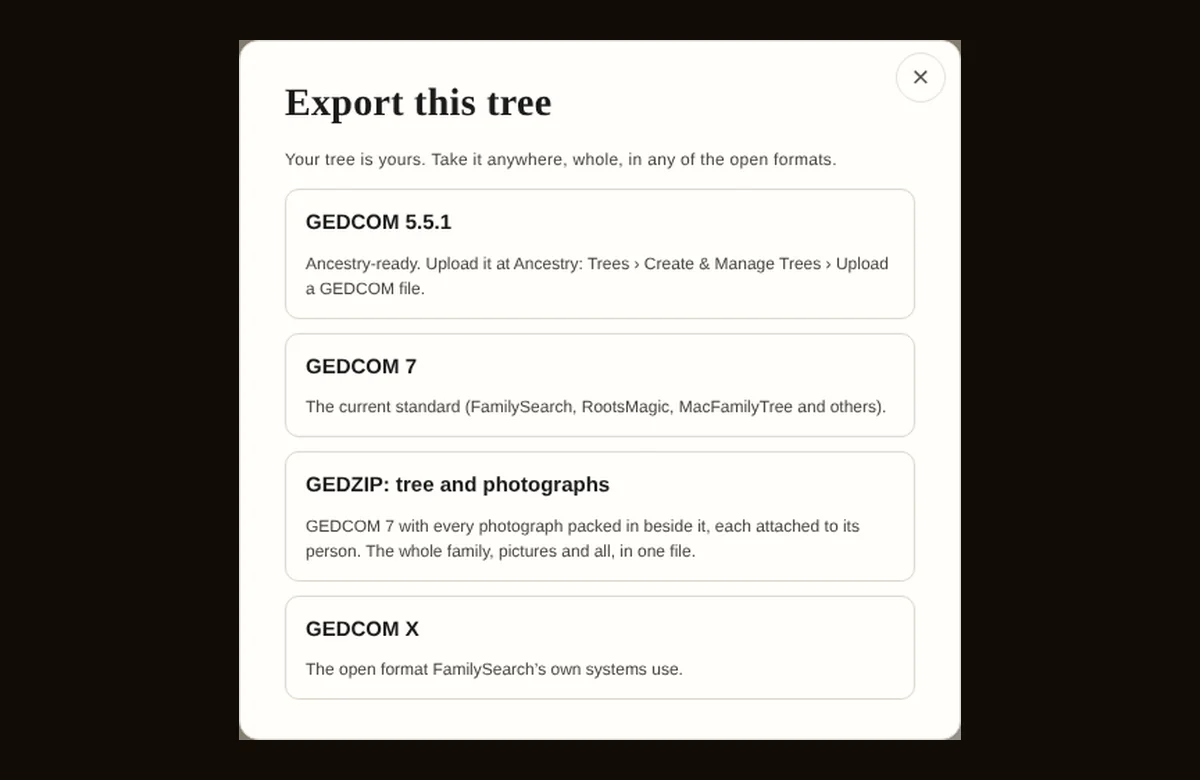 Export this tree
Your tree is yours. Take it anywhere, whole, in any of the open formats.
GEDCOM 5.5.1
Ancestry-ready. Upload it at Ancestry: Trees › Create & Manage Trees › Upload
a GEDCOM file.
GEDCOM 7
The current standard (FamilySearch, RootsMagic, MacFamilyTree and others).
GEDZIP: tree and photographs
GEDCOM 7 with every photograph packed in beside it, each attached to its
person. The whole family, pictures and all, in one file.
GEDCOM X
The open format FamilySearch’s own systems use.